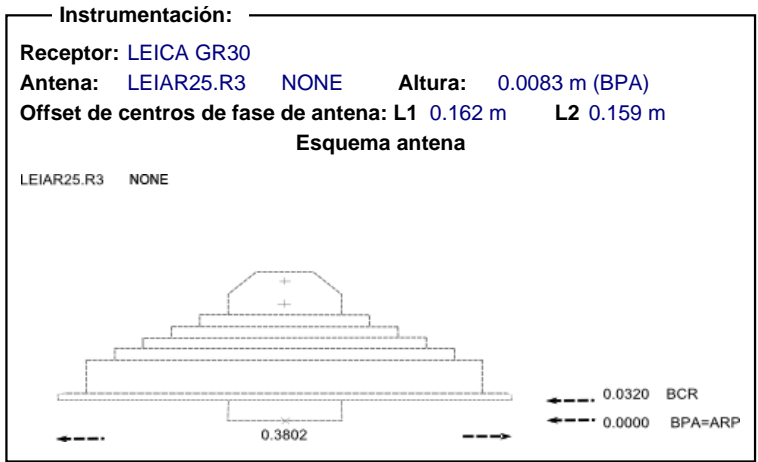 Instrumentación:
Receptor: LEICA GR30
Antena: LEIAR25.R3 NONE Altura: 0.0083 m (BPA)
Offset de centros de fase de antena: L1 0.162 m L2 0.159 m
Esquema antena
LEIAR25.R3 NONE
0.0320 BCR
0.0000 BPA=ARP
0.3802